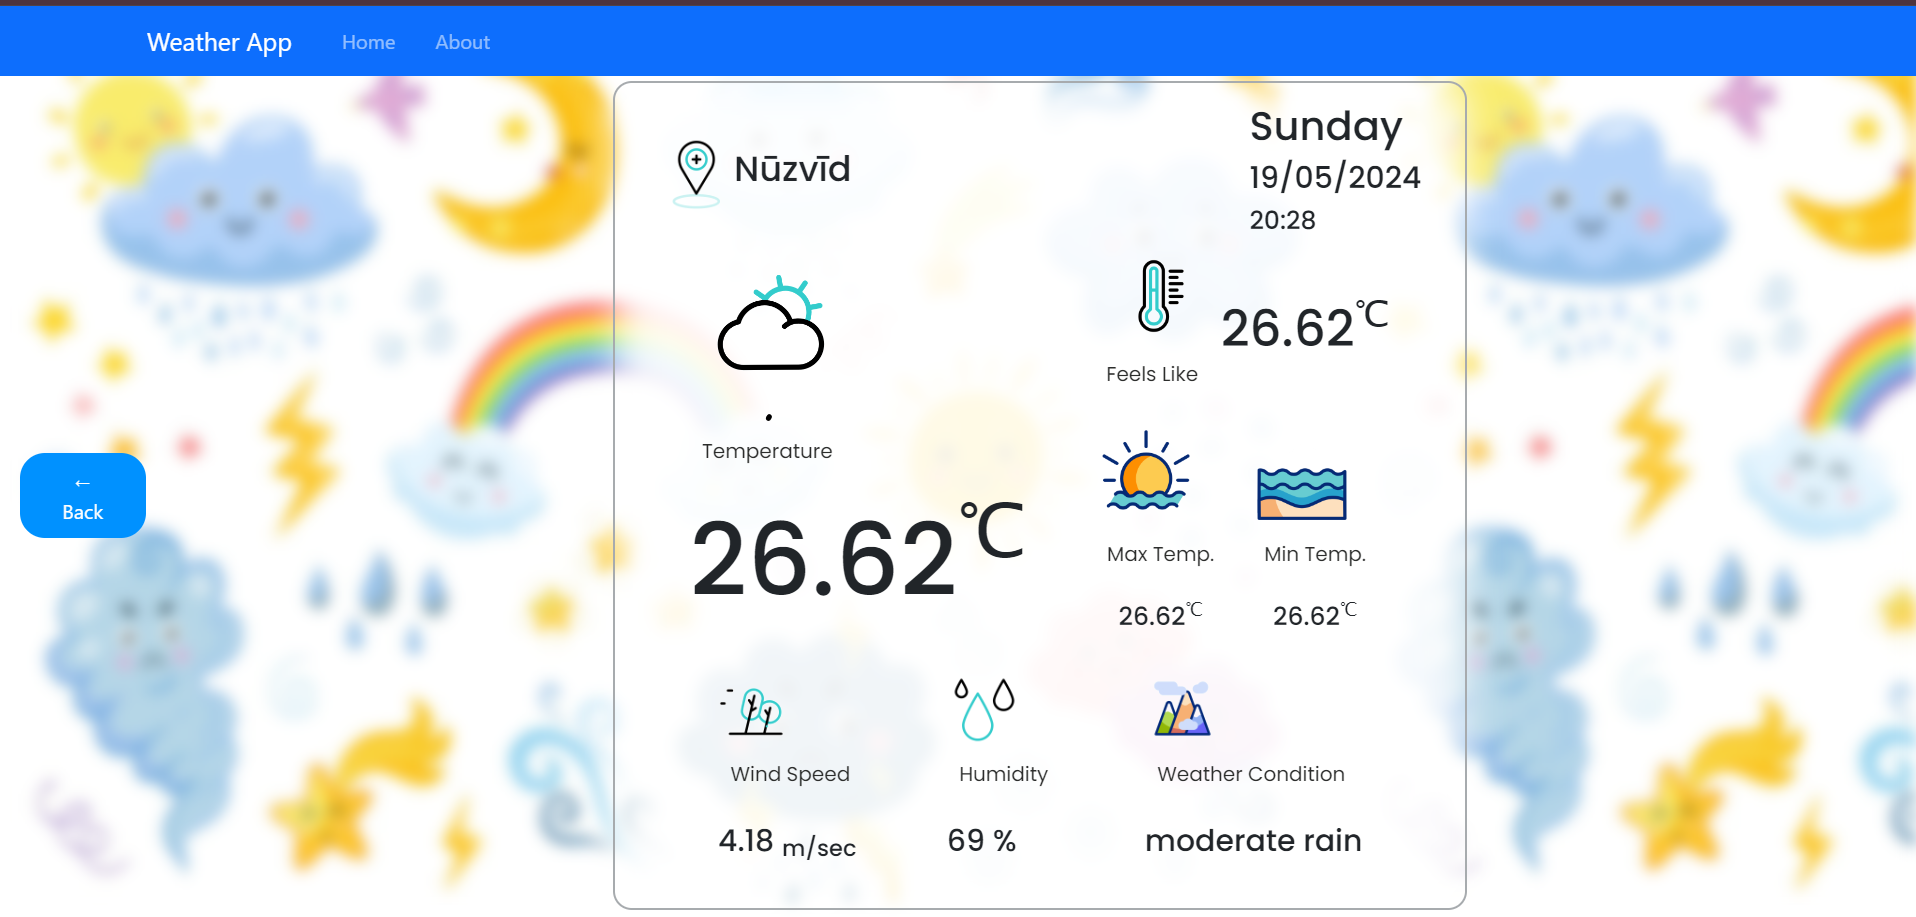 Weather App Home About
Nūzvīd
Sunday
19/05/2024
20:28
26.62℃
Feels Like
Temperature
26.62℃
Max Temp. Min Temp.
26.62℃ 26.62℃
← Back
Wind Speed Humidity Weather Condition
4.18 m/sec 69 % moderate rain